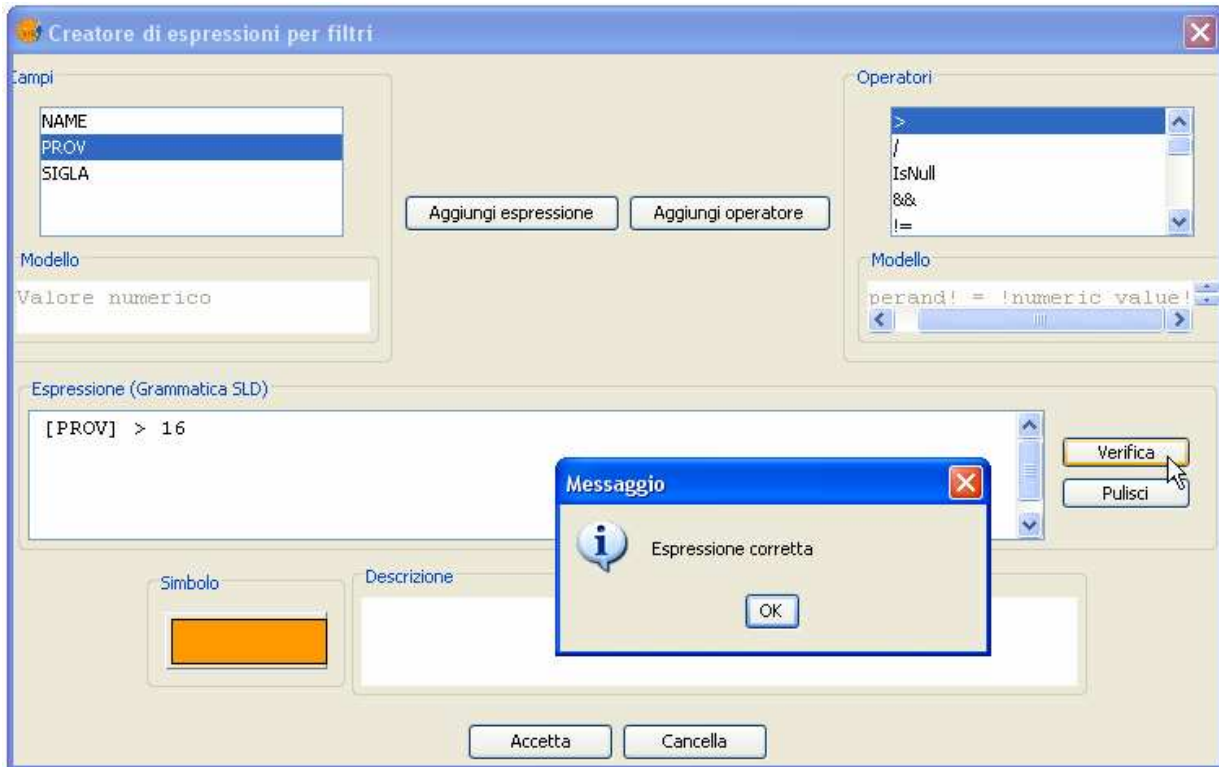 Creatore di espressioni per filtri
Campi
NAME
PROV
SIGLA
Modello
Valore numerico
Aggiungi espressione
Aggiungi operatore
Operatori
>
/
IsNull
&&
!=
Modello
perand! = !numeric value!
Espressione (Grammatica SLD)
[PROV] > 16
Verifica
Pulisci
Messaggio
Espressione corretta
OK
Simbolo
Descrizione
Accetta
Cancella